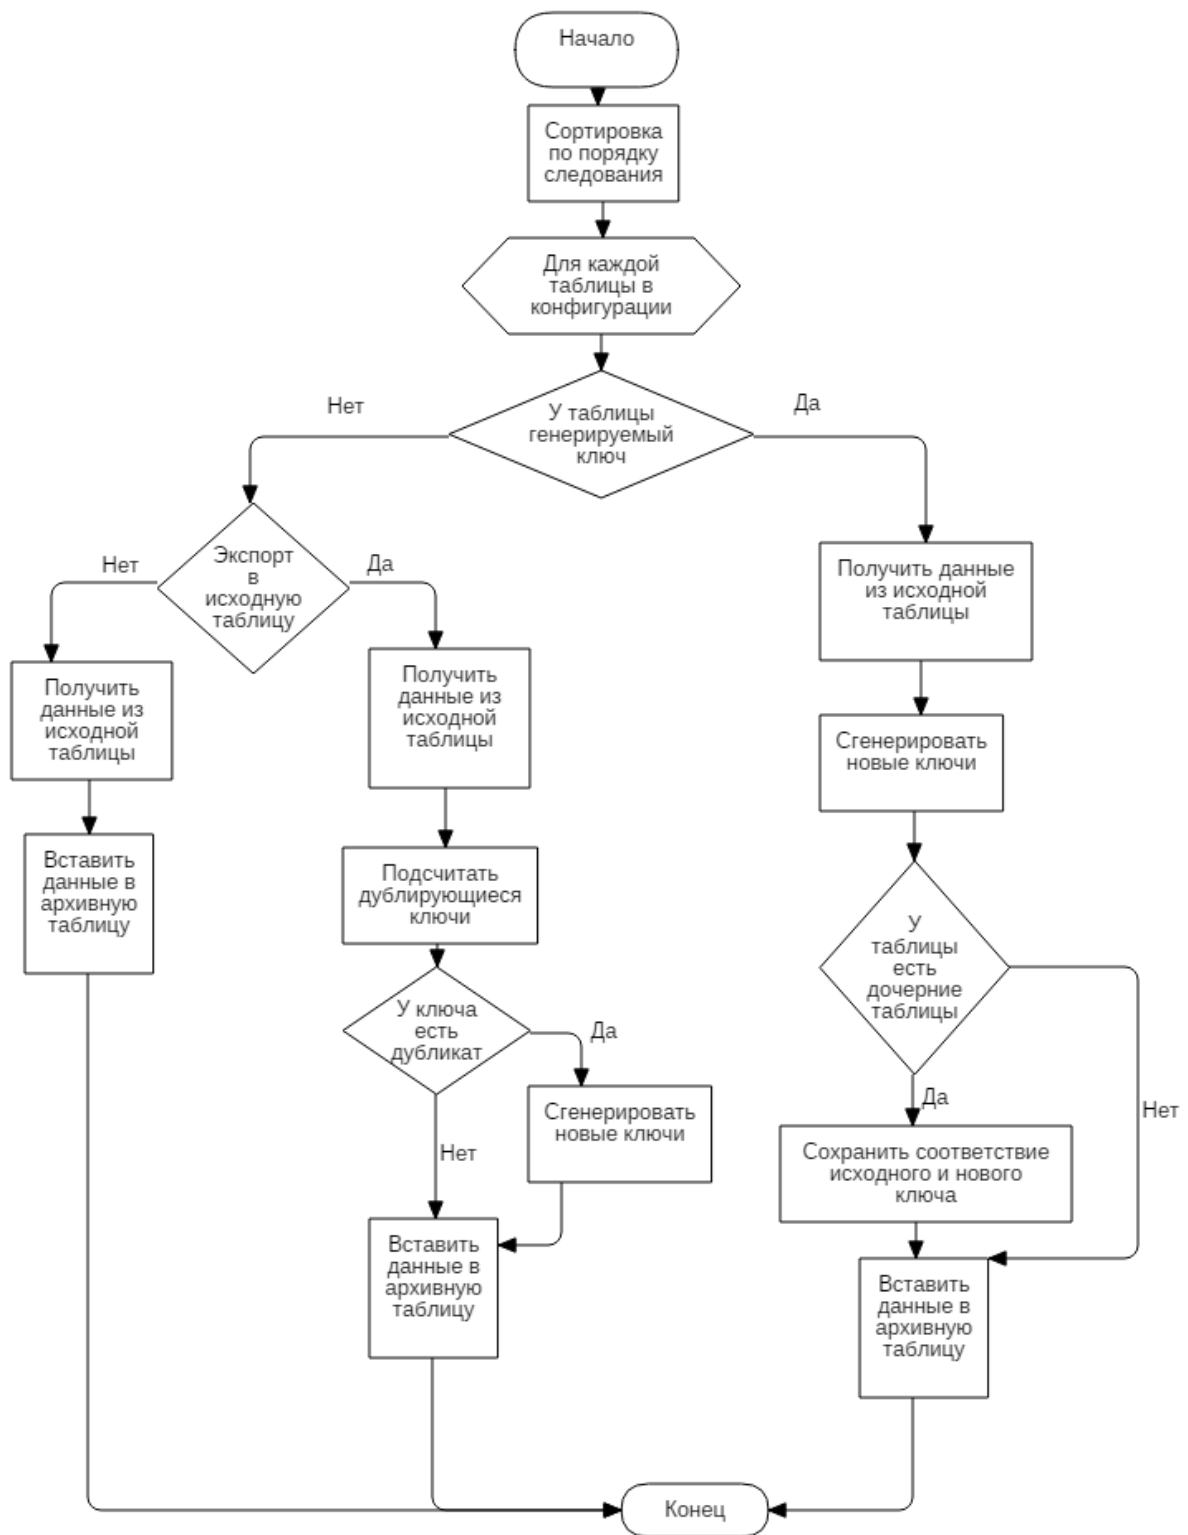 Начало
Сортировка
по порядку
следования
Для каждой
таблицы в
конфигурации
У таблицы
генерируемый
ключ
Нет
Да
Экспорт
в
исходную
таблицу
Нет
Да
Получить
данные из
исходной
таблицы
Вставить
данные в
архивную
таблицу
Получить
данные из
исходной
таблицы
Подсчитать
дублирующиеся
ключи
У ключа
есть
дубликат
Да
Сгенерировать
новые ключи
Нет
Вставить
данные в
архивную
таблицу
Получить данные
из исходной
таблицы
Сгенерировать
новые ключи
У
таблицы
есть
дочерние
таблицы
Да
Нет
Сохранить соответствие
исходного и нового
ключа
Вставить
данные в
архивную
таблицу
Конец